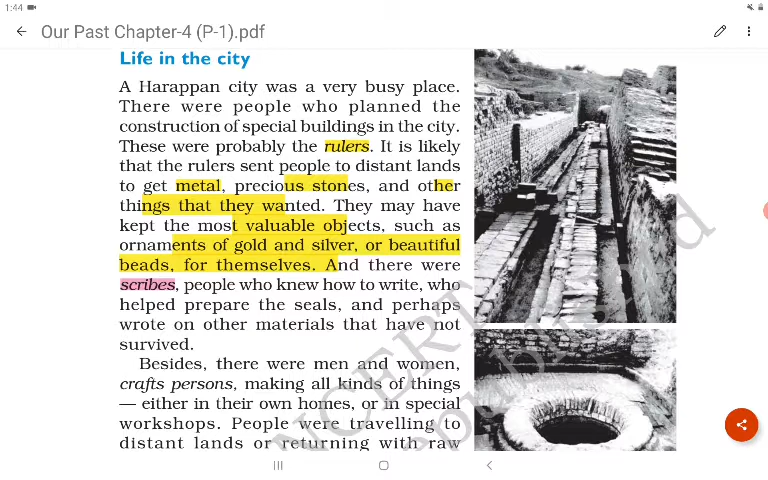 1:44
Our Past Chapter-4 (P-1).pdf
Life in the city
A Harappan city was a very busy place.
There were people who planned the
construction of special buildings in the city.
These were probably the rulers. It is likely
that the rulers sent people to distant lands
to get metal, precious stones, and other
things that they wanted. They may have
kept the most valuable objects, such as
ornaments of gold and silver, or beautiful
beads, for themselves. And there were
scribes, people who knew how to write, who
helped prepare the seals, and perhaps
wrote on other materials that have not
survived.
Besides, there were men and women,
crafts persons, making all kinds of things
— either in their own homes, or in special
workshops. People were travelling to
distant lands or returning with raw
NCERT